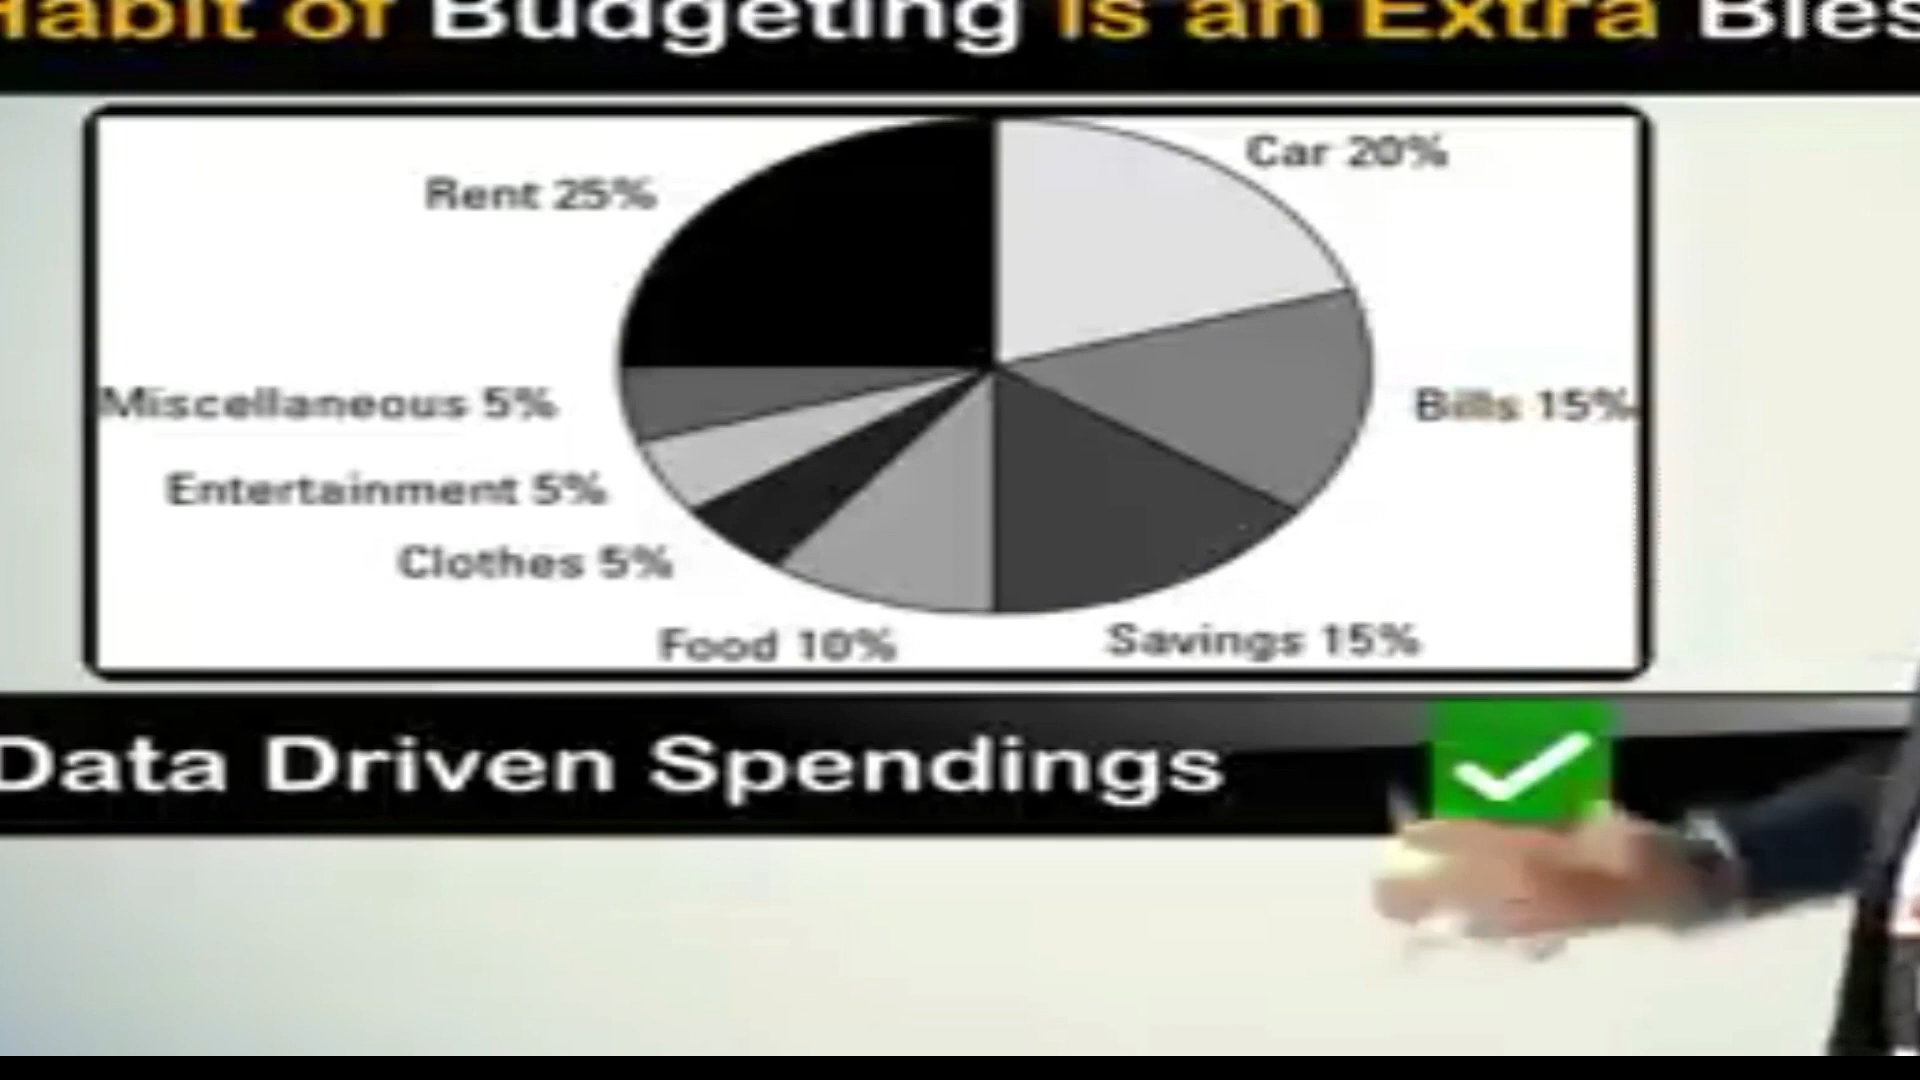 Habit of Budgeting is an Extra
Car 20%
Rent 25%
Miscellaneous 5%
Bills 15%
Entertainment 5%
Clothes 5%
Food 10%
Savings 15%
Data Driven Spendings